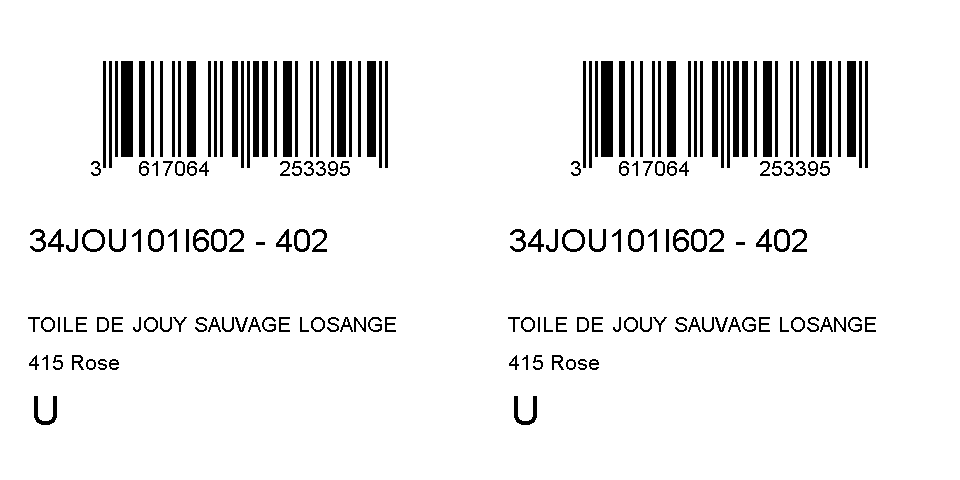 3 617064 253395
34JOU101I602 - 402
TOILE DE JOUY SAUVAGE LOSANGE
415 Rose
U
3 617064 253395
34JOU101I602 - 402
TOILE DE JOUY SAUVAGE LOSANGE
415 Rose
U